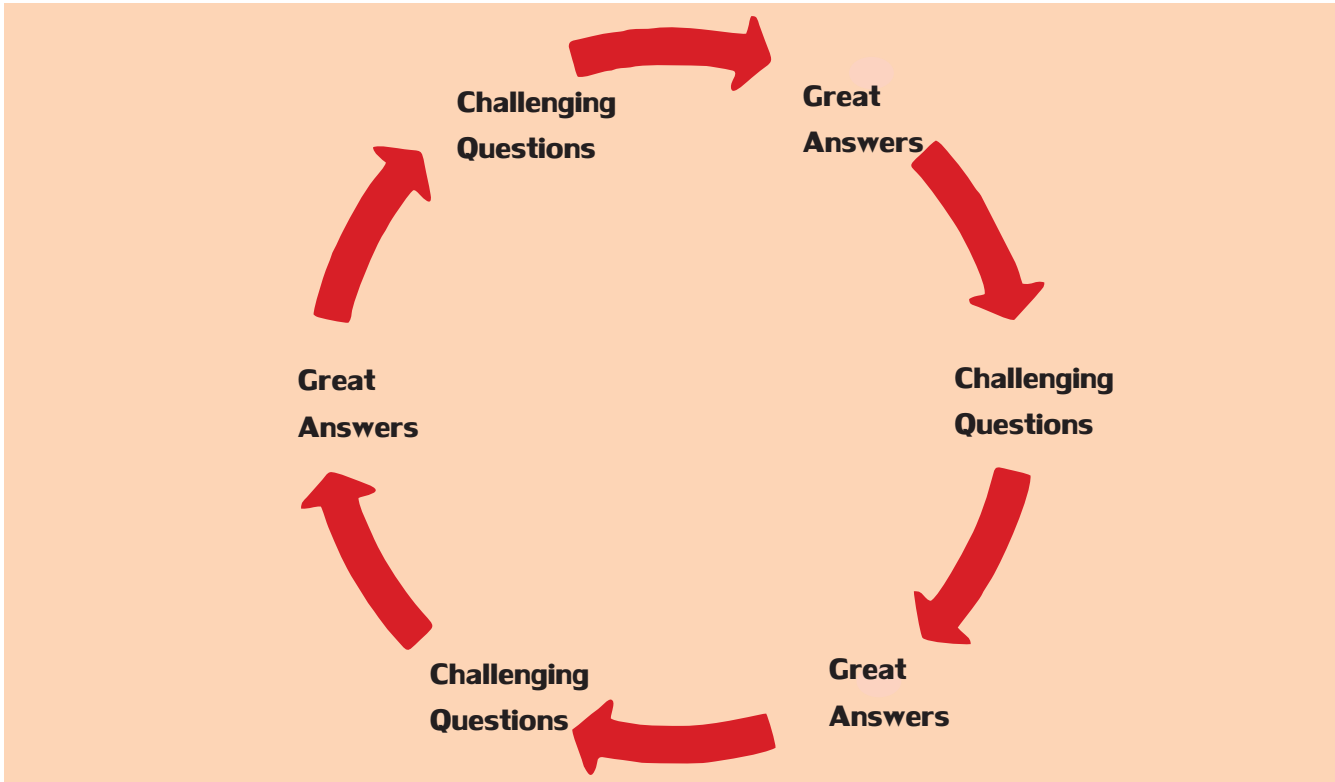 Challenging
Questions
Great
Answers
Challenging
Questions
Great
Answers
Challenging
Questions
Great
Answers